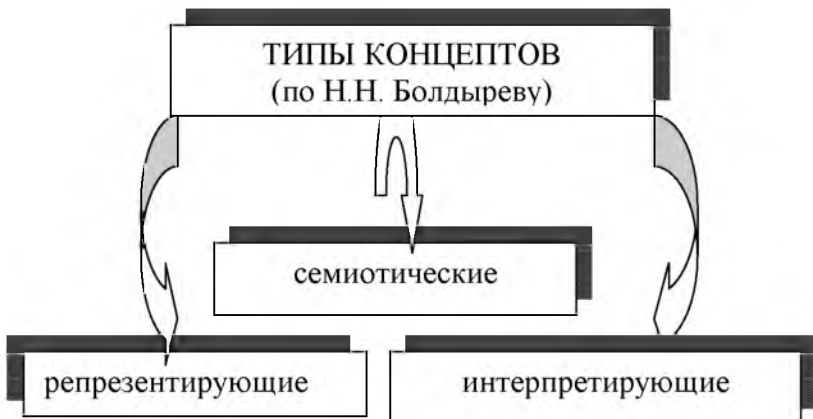 ТИПЫ КОНЦЕПТОВ
(по Н.Н. Болдыреву)
семиотические
репрезентирующие
интерпретирующие